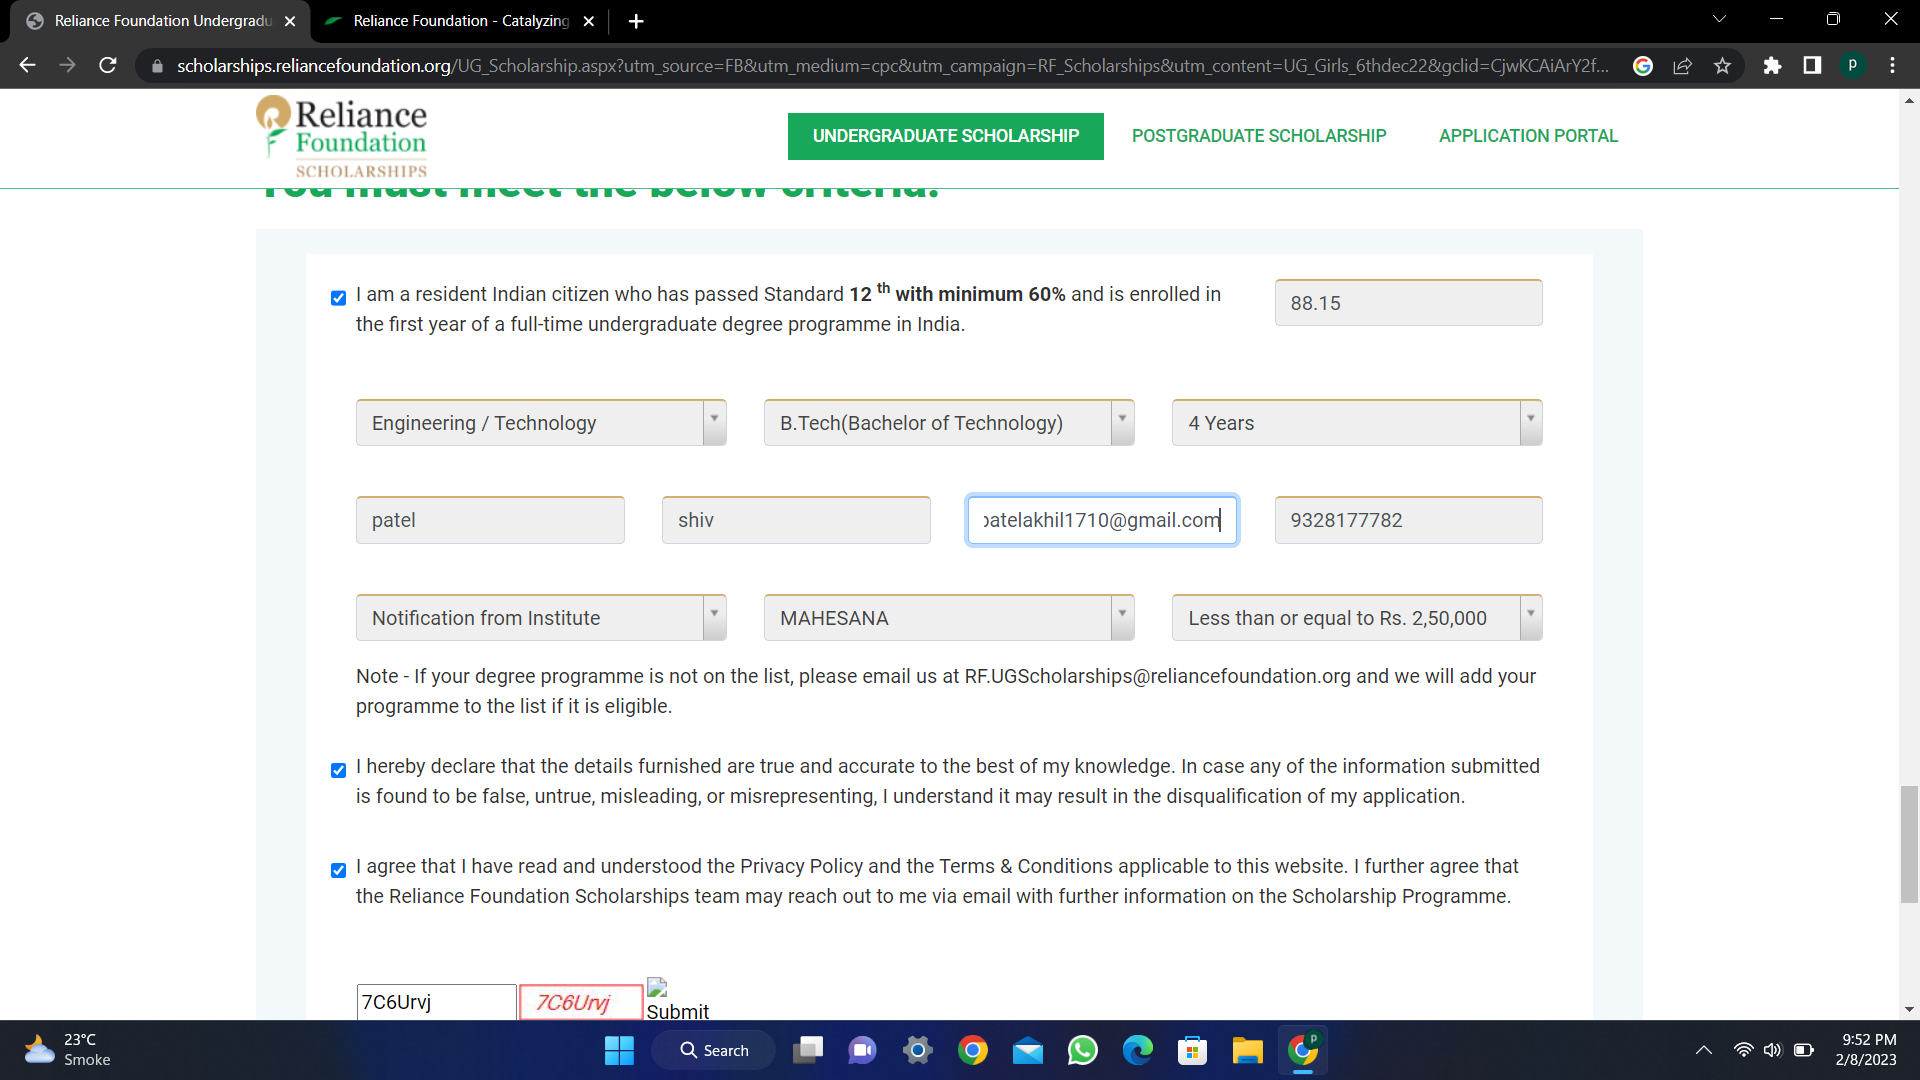 Reliance Foundation Undergradu
Reliance Foundation - Catalyzing
scholarships.reliancefoundation.org/UG_Scholarship.aspx?utm_source=FB&utm_medium=cpc&utm_campaign=RF_Scholarships&utm_content=UG_Girls_6thdec22&gclid=CjwKCAiArY2f...
P
Reliance
Foundation
SCHOLARSHIPS
UNDERGRADUATE SCHOLARSHIP
POSTGRADUATE SCHOLARSHIP
APPLICATION PORTAL
You must meet the below criteria:
I am a resident Indian citizen who has passed Standard 12 th with minimum 60% and is enrolled in
the first year of a full-time undergraduate degree programme in India.
88.15
Engineering / Technology
B.Tech(Bachelor of Technology)
4 Years
patel
shiv
patelakhil1710@gmail.com
9328177782
Notification from Institute
MAHESANA
Less than or equal to Rs. 2,50,000
Note - If your degree programme is not on the list, please email us at RF.UGScholarships@reliancefoundation.org and we will add your
programme to the list if it is eligible.
I hereby declare that the details furnished are true and accurate to the best of my knowledge. In case any of the information submitted
is found to be false, untrue, misleading, or misrepresenting, I understand it may result in the disqualification of my application.
I agree that I have read and understood the Privacy Policy and the Terms & Conditions applicable to this website. I further agree that
the Reliance Foundation Scholarships team may reach out to me via email with further information on the Scholarship Programme.
7C6Urvj
7C6Urvj
Submit
23°C
Smoke
Search
P
9:52 PM
2/8/2023